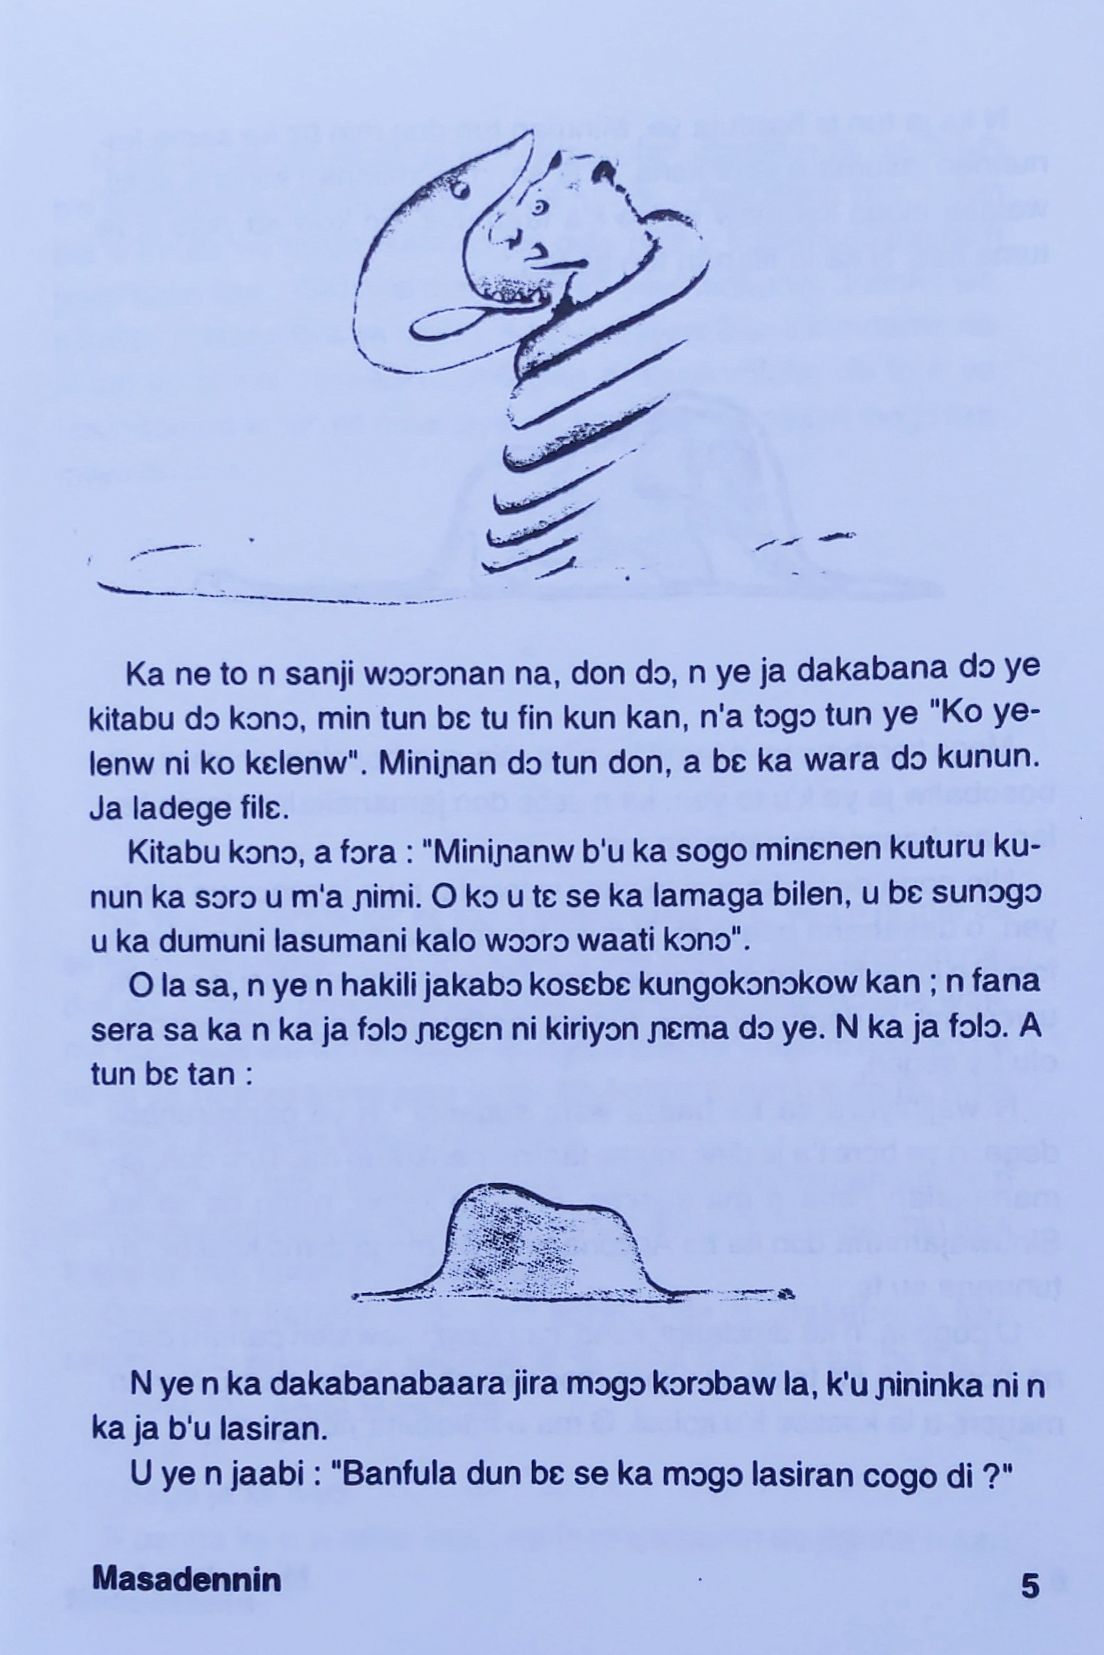 Ka ne to n sanji wɔɔrɔnan na, don dɔ, n ye ja dakabana dɔ ye
kitabu dɔ kɔnɔ, min tun bɛ tu fin kun kan, n'a tɔgɔ tun ye "Ko ye-
lenw ni ko kɛlenw". Miniɲan dɔ tun don, a bɛ ka wara dɔ kunun.
Ja ladege filɛ.
Kitabu kɔnɔ, a fɔra : "Miniɲanw b'u ka sogo minɛnen kuturu ku-
nun ka sɔrɔ u m'a ɲimi. O kɔ u tɛ se ka lamaga bilen, u bɛ sunɔgɔ
u ka dumuni lasumani kalo wɔɔrɔ waati kɔnɔ".
O la sa, n ye n hakili jakabɔ kosɛbɛ kungokɔnɔkow kan ; n fana
sera sa ka n ka ja fɔlɔ ɲɛgɛn ni kiriyɔn ɲɛma dɔ ye. N ka ja fɔlɔ. A
tun bɛ tan :
N ye n ka dakabanabaara jira mɔgɔ kɔrɔbaw la, k'u ɲininka ni n
ka ja b'u lasiran.
U ye n jaabi : "Banfula dun bɛ se ka mɔgɔ lasiran cogo di ?"
Masadennin 5